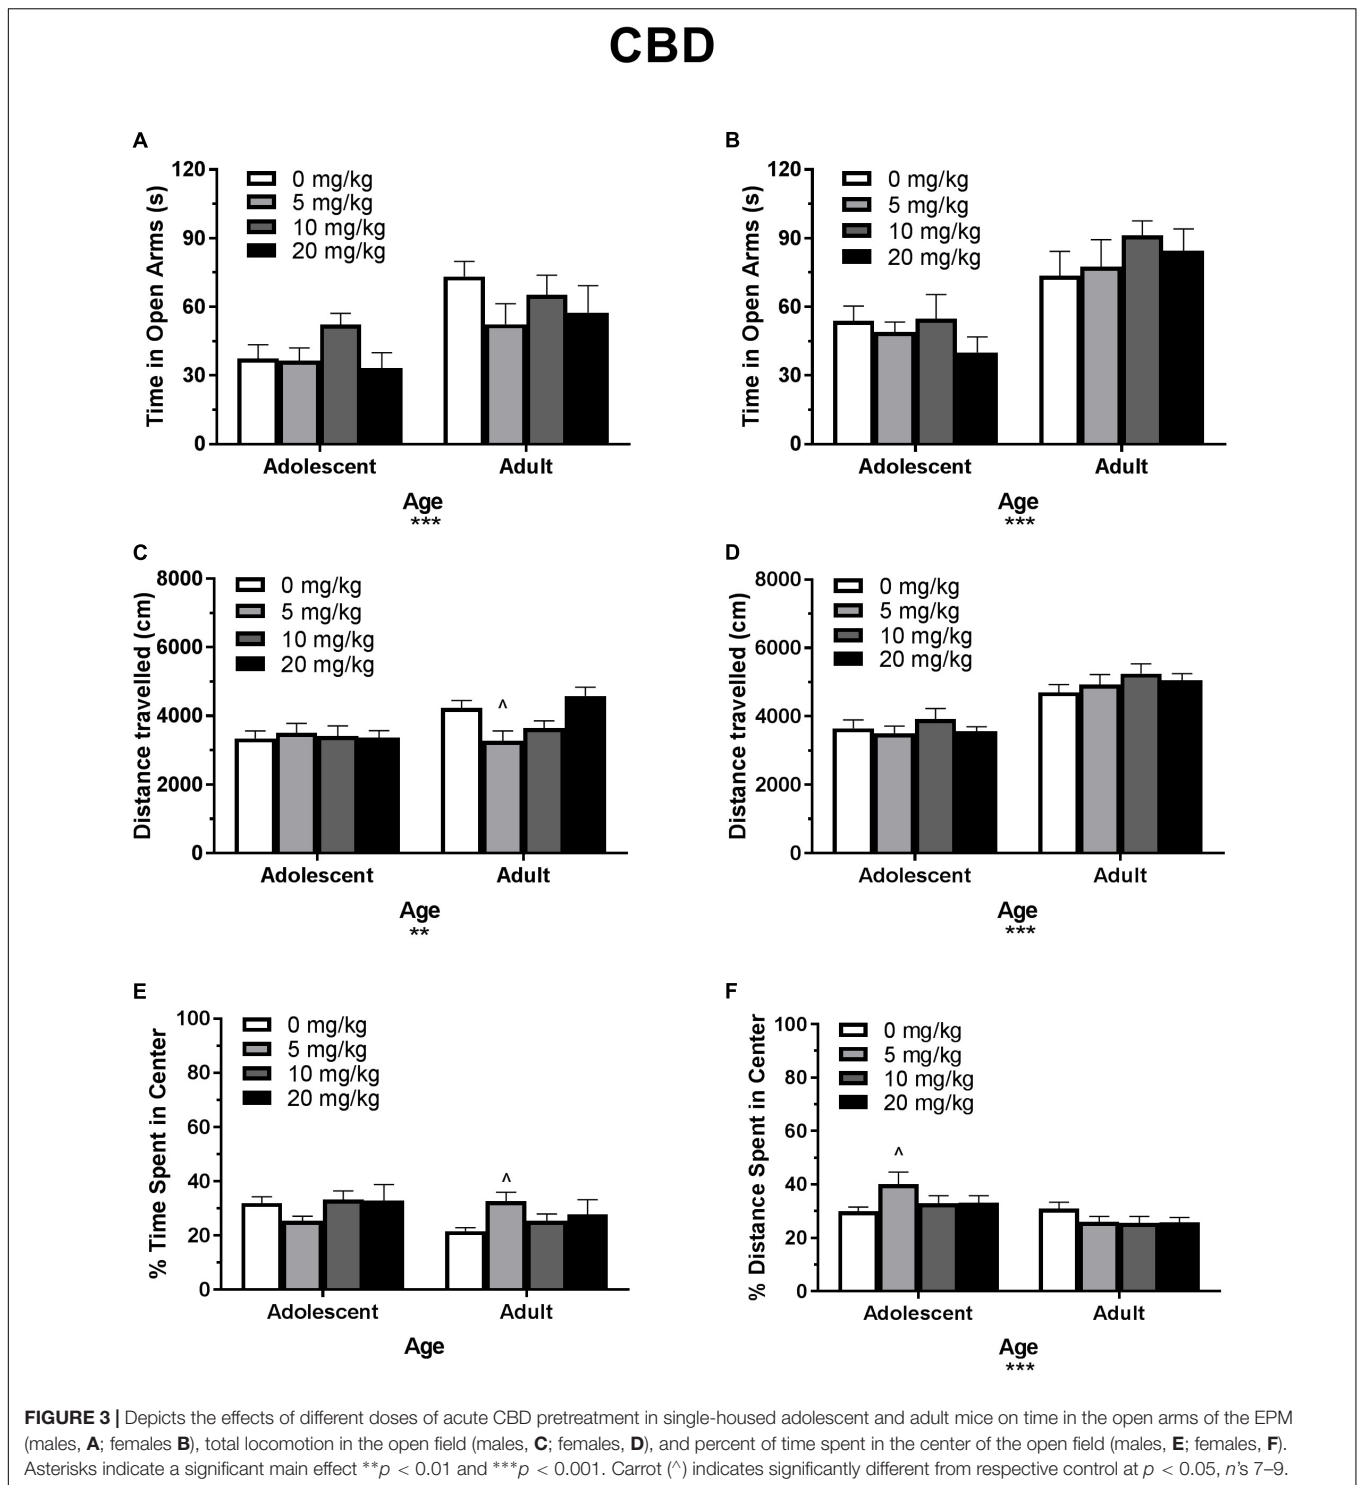 CBD
A
120
90
60
30
0
Time in Open Arms (s)
0 mg/kg
5 mg/kg
10 mg/kg
20 mg/kg
Adolescent
Adult
Age
***
B
120
90
60
30
0
Time in Open Arms (s)
0 mg/kg
5 mg/kg
10 mg/kg
20 mg/kg
Adolescent
Adult
Age
***
C
8000
6000
4000
2000
0
Distance travelled (cm)
0 mg/kg
5 mg/kg
10 mg/kg
20 mg/kg
^
Adolescent
Adult
Age
**
D
8000
6000
4000
2000
0
Distance travelled (cm)
0 mg/kg
5 mg/kg
10 mg/kg
20 mg/kg
Adolescent
Adult
Age
***
E
100
80
60
40
20
0
% Time Spent in Center
0 mg/kg
5 mg/kg
10 mg/kg
20 mg/kg
^
Adolescent
Adult
Age
F
100
80
60
40
20
0
% Distance Spent in Center
0 mg/kg
5 mg/kg
10 mg/kg
20 mg/kg
^
Adolescent
Adult
Age
***
FIGURE 3 | Depicts the effects of different doses of acute CBD pretreatment in single-housed adolescent and adult mice on time in the open arms of the EPM
(males, A; females B), total locomotion in the open field (males, C; females, D), and percent of time spent in the center of the open field (males, E; females, F).
Asterisks indicate a significant main effect **p < 0.01 and ***p < 0.001. Carrot (^) indicates significantly different from respective control at p < 0.05, n's 7–9.